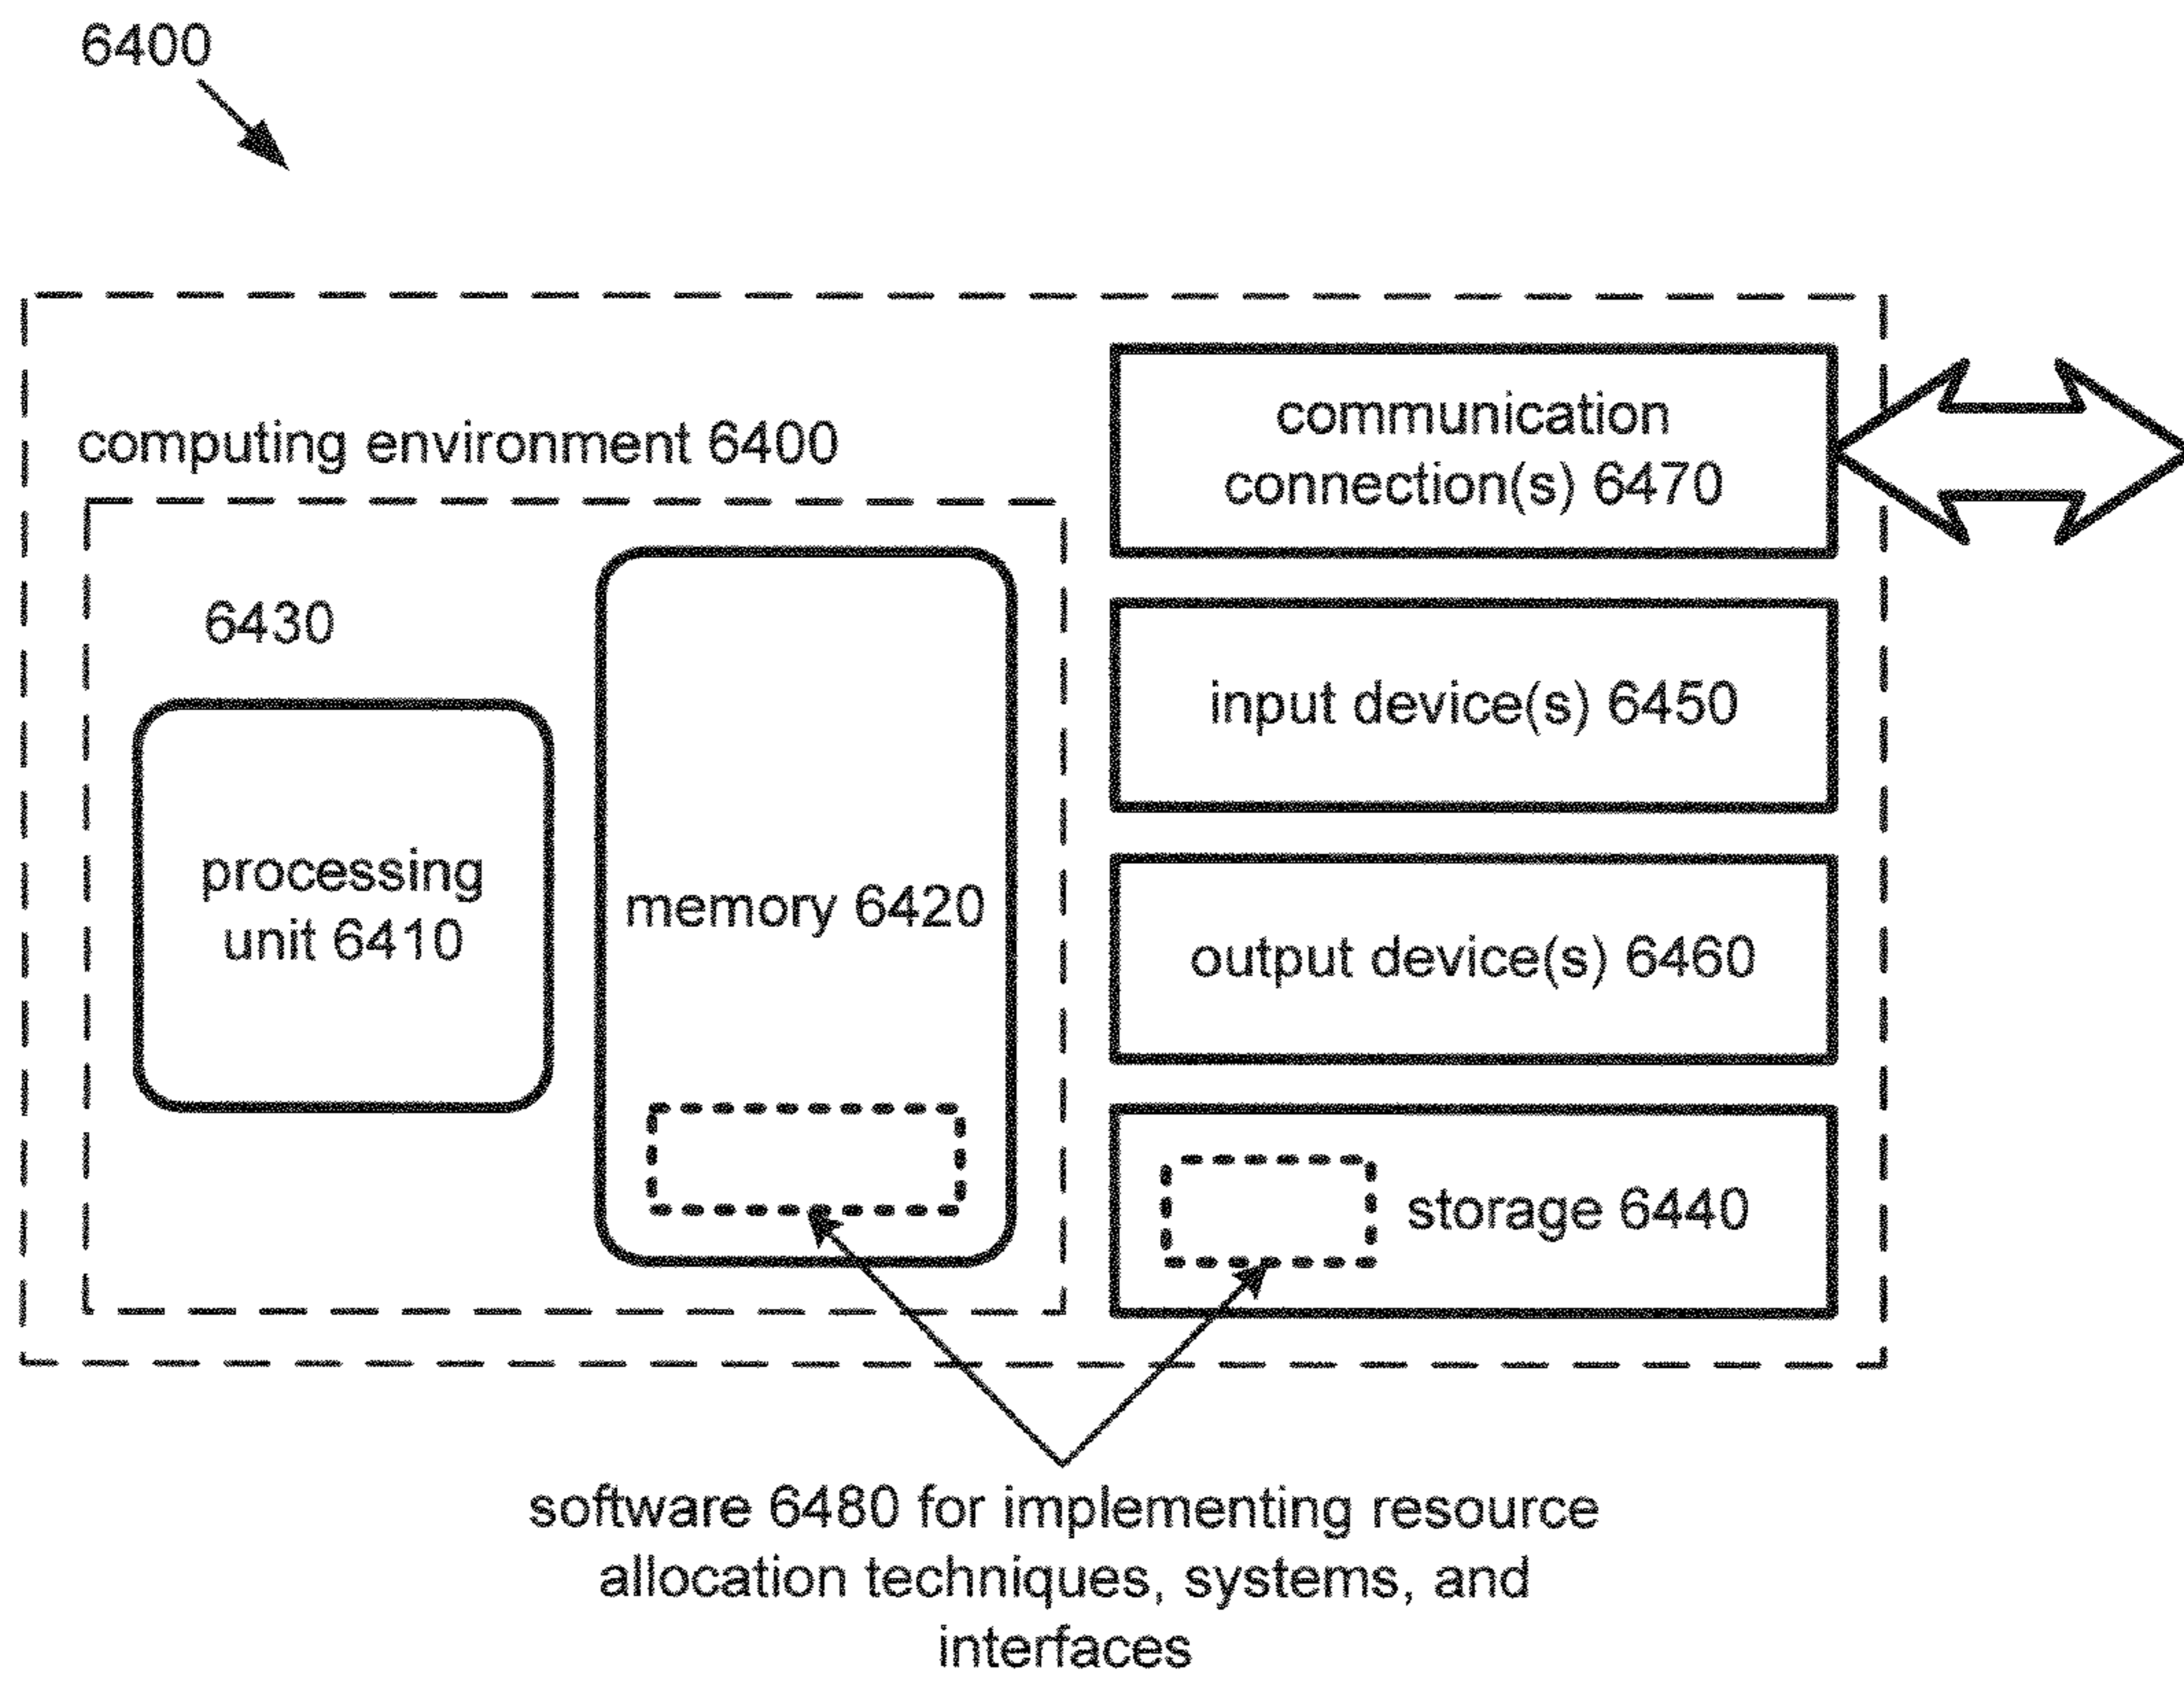 6400
computing environment 6400
6430
processing
unit 6410
memory 6420
communication
connection(s) 6470
input device(s) 6450
output device(s) 6460
storage 6440
software 6480 for implementing resource
allocation techniques, systems, and
interfaces